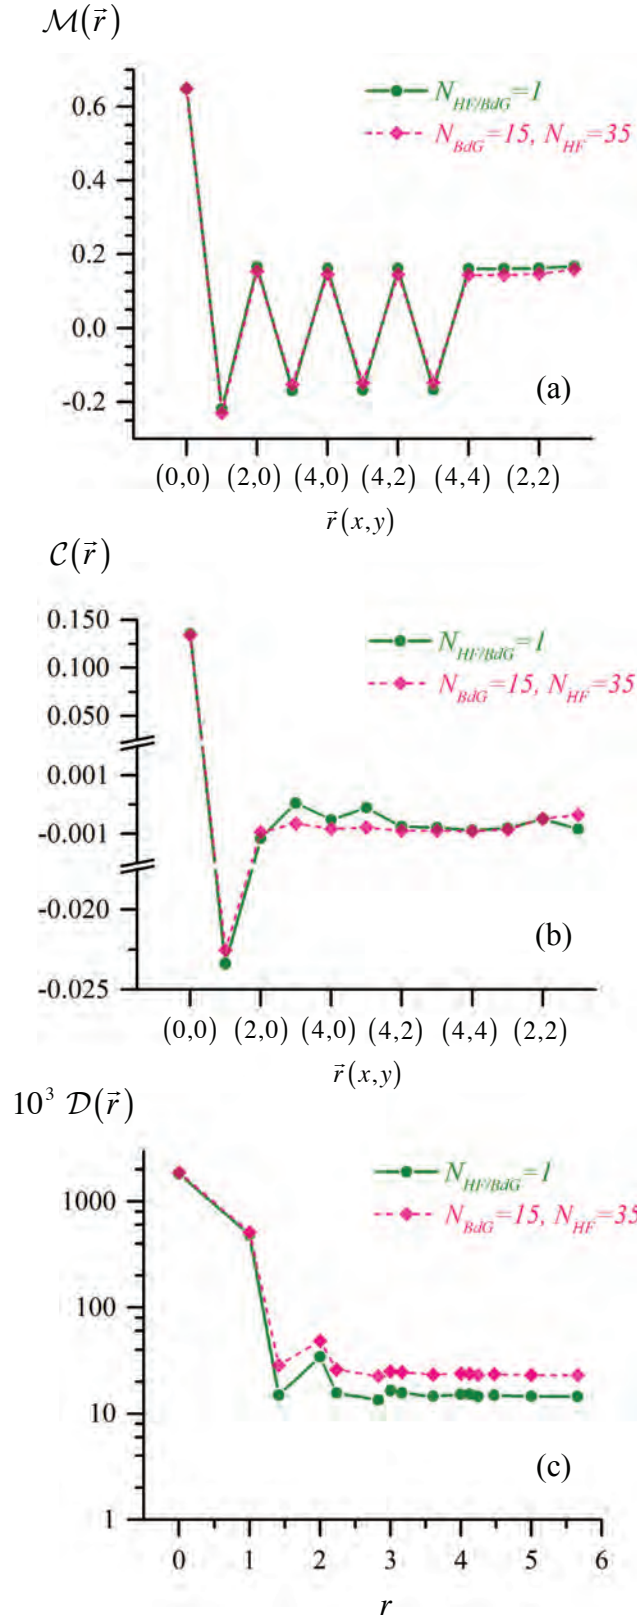 M(r⃗)
N_HF/BdG=1
N_BdG=15, N_HF=35
0.6
0.4
0.2
0.0
-0.2
(a)
(0,0) (2,0) (4,0) (4,2) (4,4) (2,2)
r⃗(x,y)
C(r⃗)
N_HF/BdG=1
N_BdG=15, N_HF=35
0.150
0.100
0.050
0.001
-0.001
-0.020
-0.025
(b)
(0,0) (2,0) (4,0) (4,2) (4,4) (2,2)
r⃗(x,y)
10³ D(r⃗)
N_HF/BdG=1
N_BdG=15, N_HF=35
1000
100
10
1
(c)
0 1 2 3 4 5 6
r